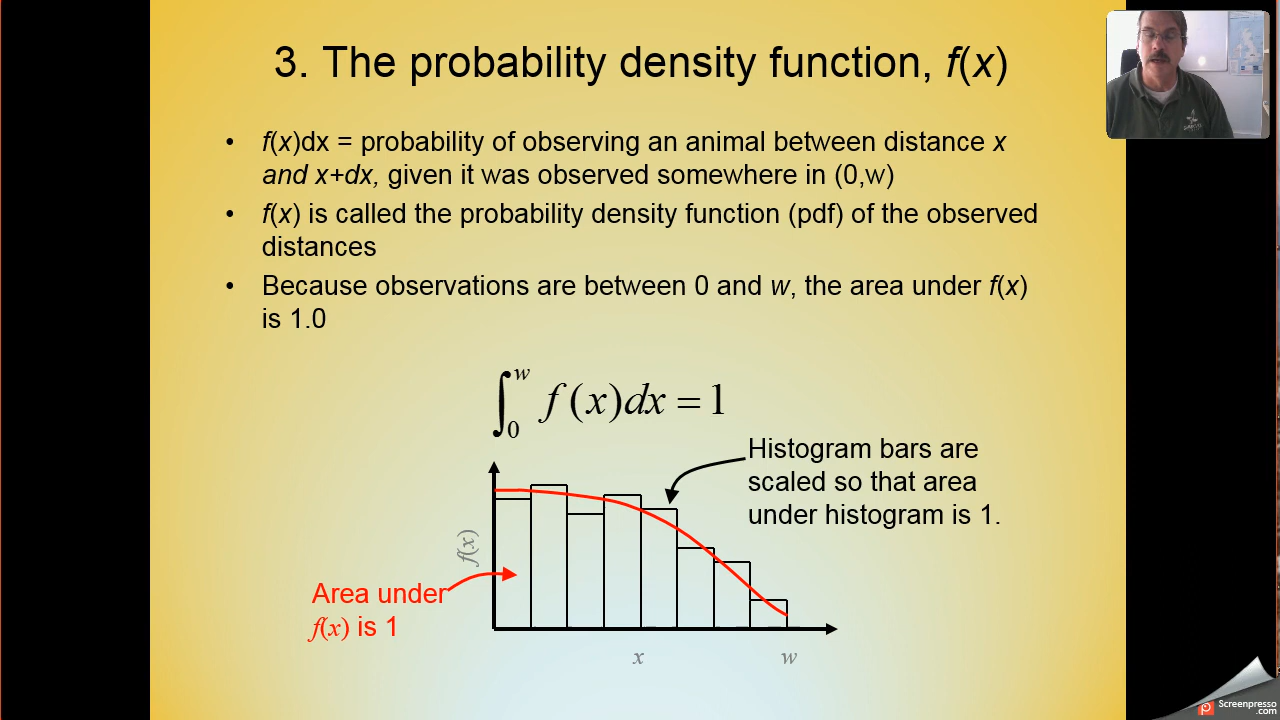 3. The probability density function, f(x)
• f(x)dx = probability of observing an animal between distance x
and x+dx, given it was observed somewhere in (0,w)
• f(x) is called the probability density function (pdf) of the observed
distances
• Because observations are between 0 and w, the area under f(x)
is 1.0
∫₀ʷ f(x)dx = 1
Histogram bars are
scaled so that area
under histogram is 1.
f(x)
Area under
f(x) is 1
x w
Screenpresso
.com